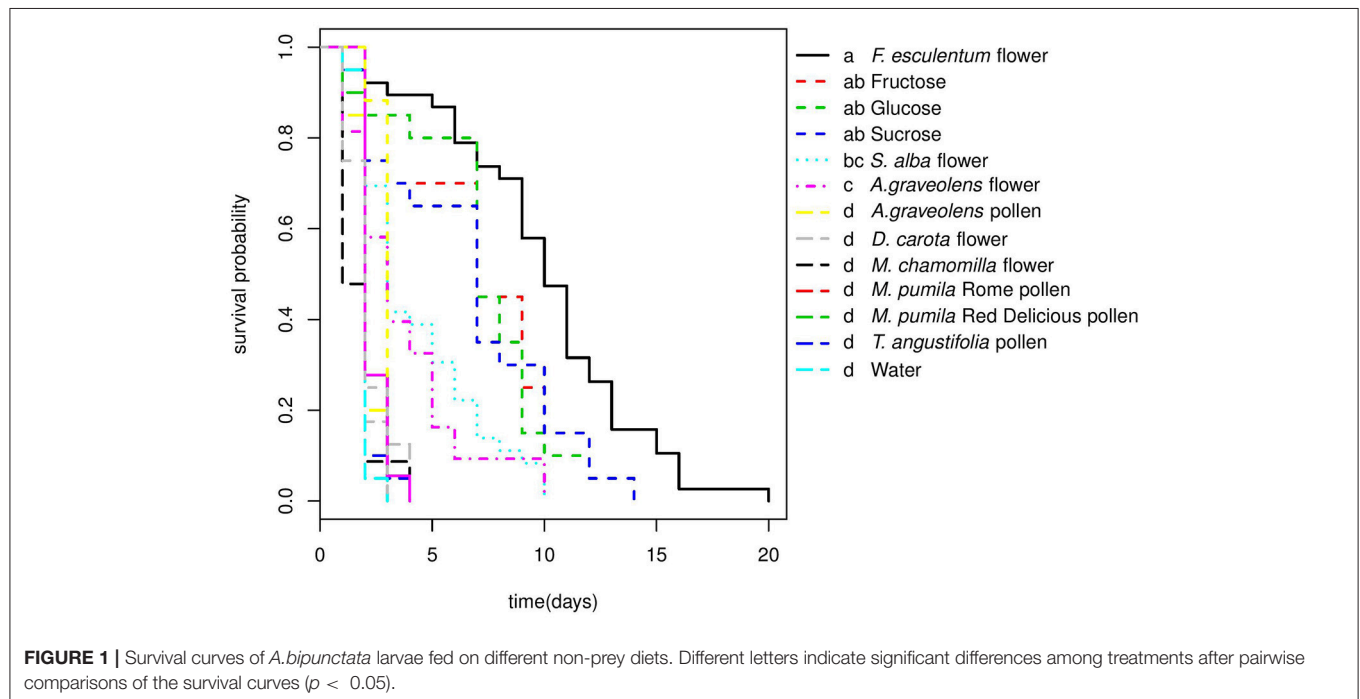 1.0
0.8
0.6
0.4
0.2
0.0
survival probability
0 5 10 15 20
time(days)
a F. esculentum flower
ab Fructose
ab Glucose
ab Sucrose
bc S. alba flower
c A.graveolens flower
d A.graveolens pollen
d D. carota flower
d M. chamomilla flower
d M. pumila Rome pollen
d M. pumila Red Delicious pollen
d T. angustifolia pollen
d Water
FIGURE 1 | Survival curves of A.bipunctata larvae fed on different non-prey diets. Different letters indicate significant differences among treatments after pairwise
comparisons of the survival curves (p < 0.05).